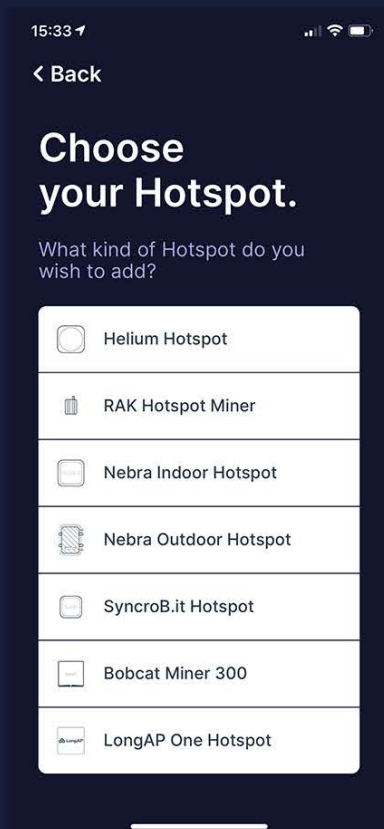 15:33
Back
Choose
your Hotspot.
What kind of Hotspot do you
wish to add?
Helium Hotspot
RAK Hotspot Miner
Nebra Indoor Hotspot
Nebra Outdoor Hotspot
SyncroB.it Hotspot
Bobcat Miner 300
LongAP
LongAP One Hotspot